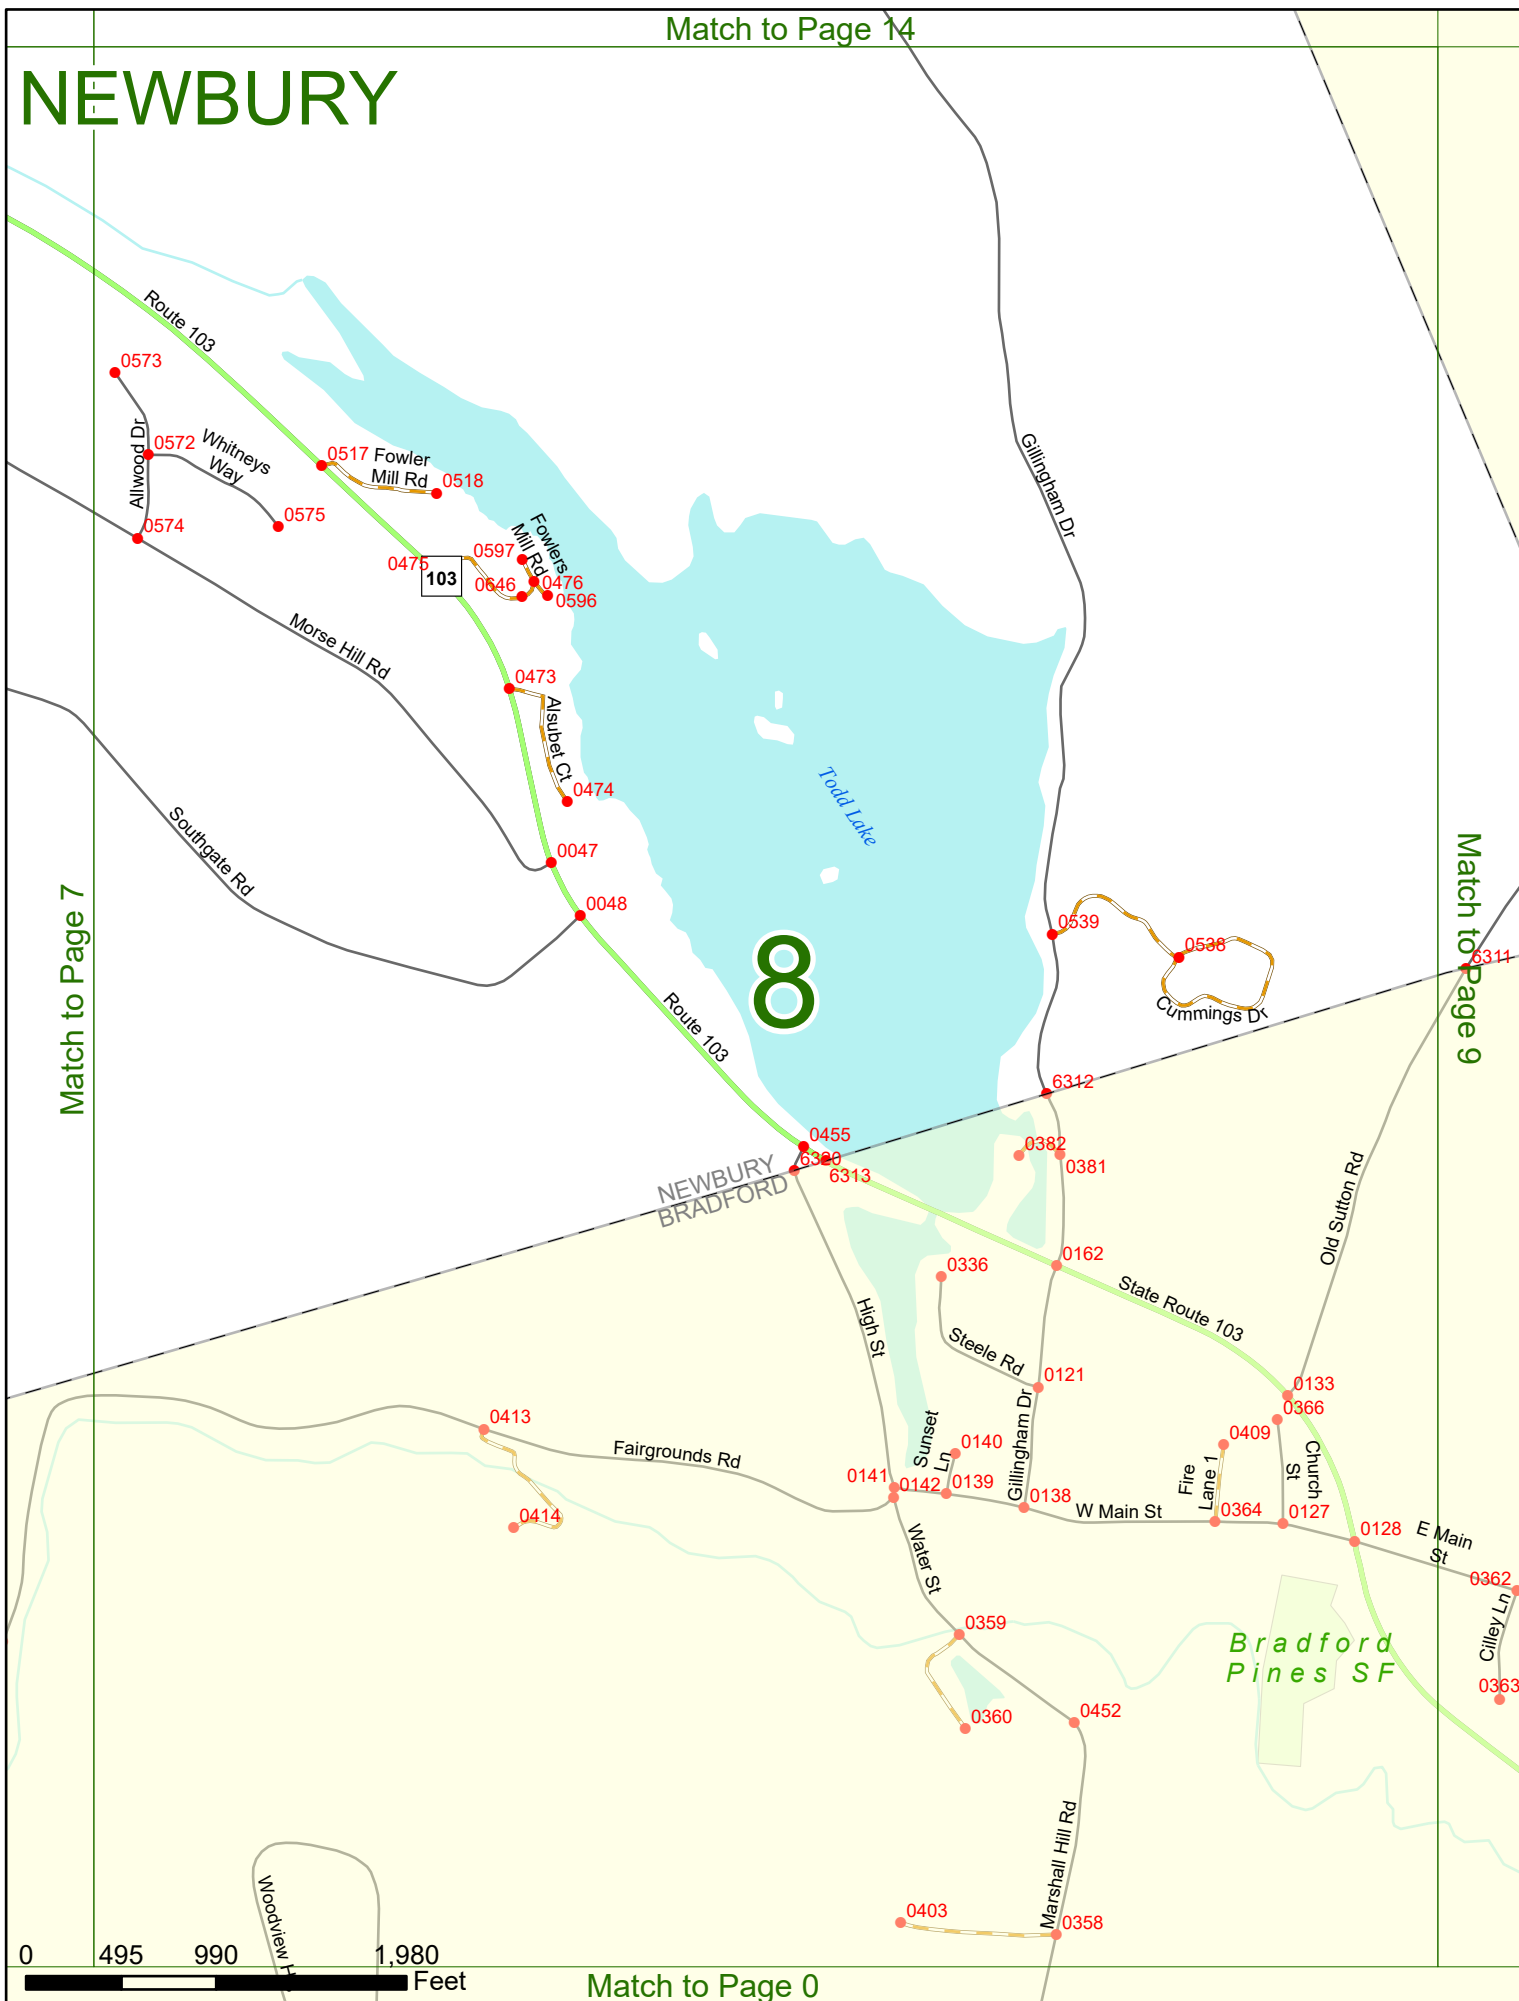 Match to Page 14
NEWBURY
Route 103
0573
Allwood Dr
0572
Whitneys
Way
0517
Fowler
Mill Rd
0518
0575
0574
Gillingham Dr
Fowlers
Mill Rd
0597
0475
103
0646
0476
0596
Morse Hill Rd
0473
Alsubet Ct
0474
Todd Lake
Southgate Rd
0047
0048
Match to Page 7
Match to Page 9
8
0539
0538
6311
Cummings Dr
Route 103
6312
0455
6320
6313
NEWBURY
BRADFORD
0382
0381
Old Sutton Rd
0162
0336
State Route 103
High St
Steele Rd
0121
0133
0366
0413
Fairgrounds Rd
Sunset
Ln
0140
Gillingham Dr
0409
Fire
Lane 1
Church
St
0141
0142
0139
0138
W Main St
0364
0127
0128
E Main
St
0414
Water St
0362
Cilley Ln
0359
Bradford
Pines SF
0363
0360
0452
Marshall Hill Rd
0403
0358
Woodview H
0
495
990
1,980
Feet
Match to Page 0